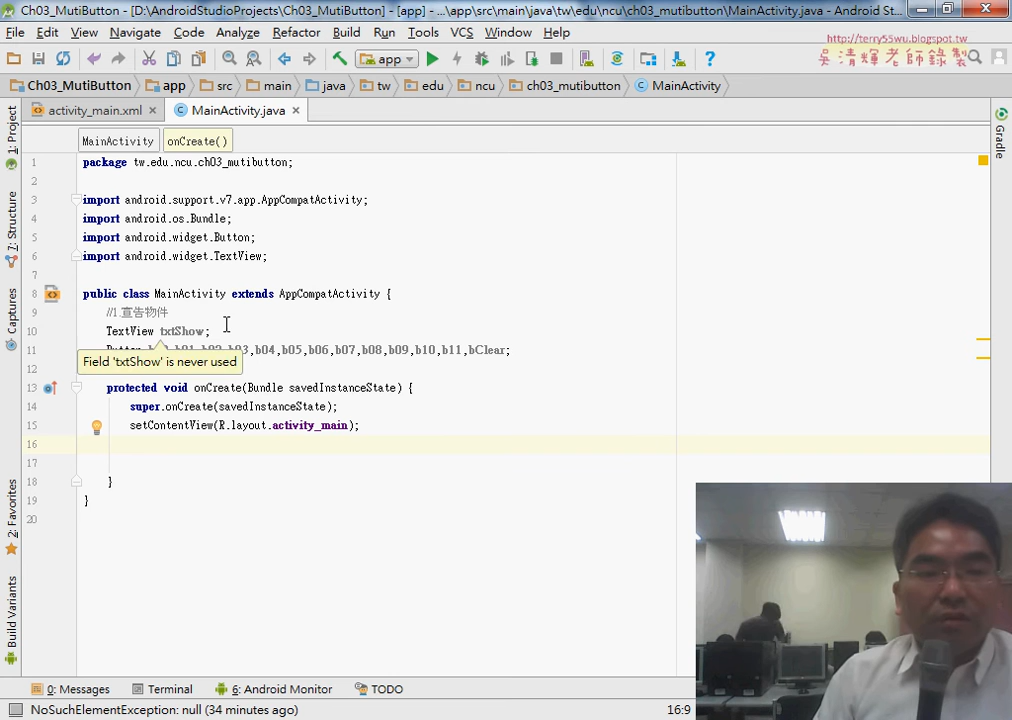 Ch03_MutiButton - [D:\AndroidStudioProjects\Ch03_MutiButton] - [app] - ...\app\src\main\java\tw\edu\ncu\ch03_mutibutton\MainActivity.java - Android St...
File Edit View Navigate Code Analyze Refactor Build Run Tools VCS Window Help
http://terry55wu.blogspot.tw
吳清輝老師錄製
app
Ch03_MutiButton app src main java tw edu ncu ch03_mutibutton MainActivity
activity_main.xml MainActivity.java
1: Project
7: Structure
Captures
2: Favorites
Build Variants
Gradle
MainActivity onCreate()
1 package tw.edu.ncu.ch03_mutibutton;
2
3 import android.support.v7.app.AppCompatActivity;
4 import android.os.Bundle;
5 import android.widget.Button;
6 import android.widget.TextView;
7
8 public class MainActivity extends AppCompatActivity {
9 //1.宣告物件
10 TextView txtShow;
11 b04,b05,b06,b07,b08,b09,b10,b11,bClear;
Field 'txtShow' is never used
12
13 protected void onCreate(Bundle savedInstanceState) {
14 super.onCreate(savedInstanceState);
15 setContentView(R.layout.activity_main);
16
17
18 }
19 }
20
0: Messages Terminal 6: Android Monitor TODO
NoSuchElementException: null (34 minutes ago) 16:9